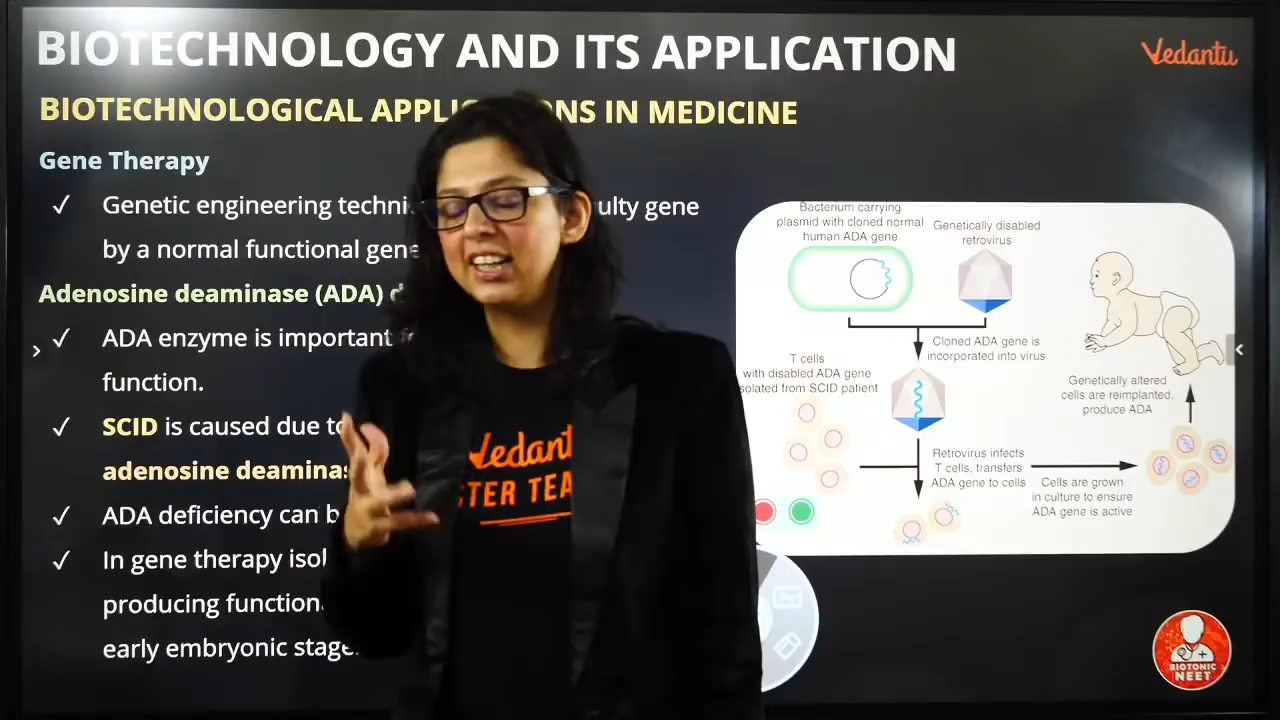 BIOTECHNOLOGY AND ITS APPLICATION
Vedantu
BIOTECHNOLOGICAL APPL ONS IN MEDICINE
Gene Therapy
✓ Genetic engineering techni ulty gene
by a normal functional gene
Adenosine deaminase (ADA) d
✓ ADA enzyme is important
function.
✓ SCID is caused due to
adenosine deaminas
✓ ADA deficiency can b
✓ In gene therapy isol
producing function
early embryonic stage.
Bacterium carrying
plasmid with cloned normal
human ADA gene
Genetically disabled
retrovirus
Cloned ADA gene is
incorporated into virus
T cells
with disabled ADA gene
solated from SCID patient
Genetically altered
cells are reimplanted,
produce ADA
Retrovirus infects
T cells, transfers
ADA gene to cells
Cells are grown
in culture to ensure
ADA gene is active
Vedant
STER TEA
BIOTONIC
NEET